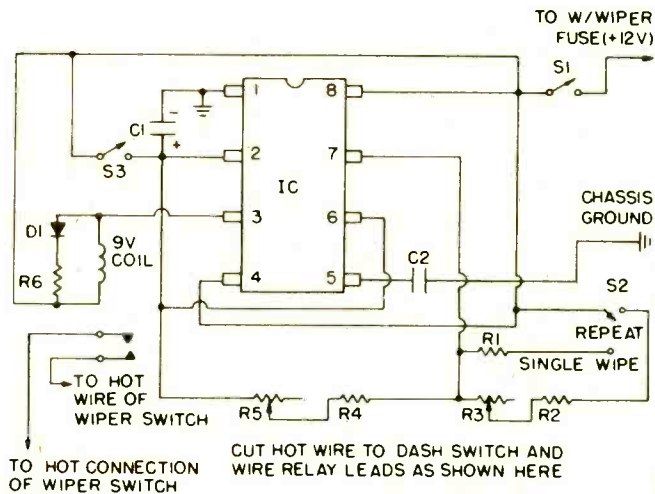 TO W/WIPER
FUSE(+12V)
S1
1
8
C1
-
+
2
7
S3
IC
3
6
CHASSIS
GROUND
D1
9V
COIL
C2
R6
4
5
S2
REPEAT
R1
SINGLE WIPE
TO HOT
WIRE OF
WIPER SWITCH
R5
R4
R3
R2
CUT HOT WIRE TO DASH SWITCH AND
WIRE RELAY LEADS AS SHOWN HERE
TO HOT CONNECTION
OF WIPER SWITCH